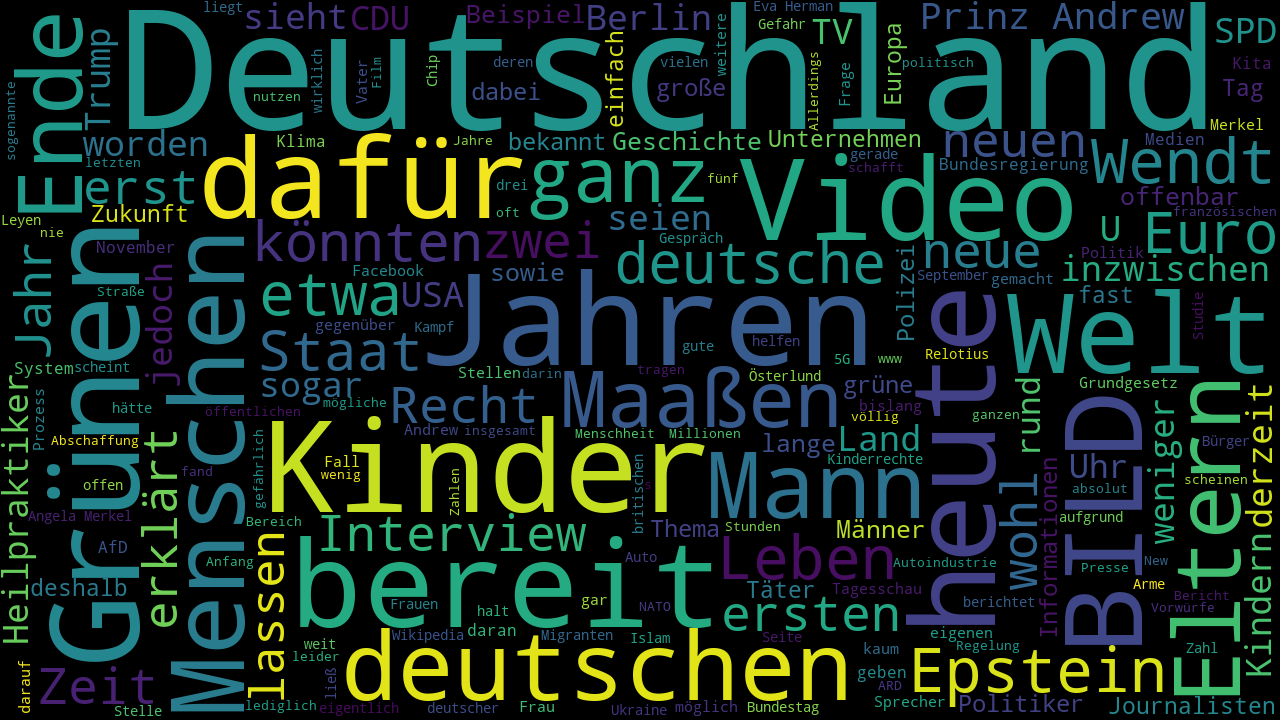 liegt
sieht
CDU
Beispiel
Berlin
Eva Herman
Gefahr
TV
Prinz Andrew
SPD
Ende
Trump
Deutschland
nutzen
wirklich
Vater
Film
Chip
deren
dabei
einfach
vielen
große
weitere
Allerdings
Frage
Europa
politisch
Kita
Tag
sogenannte
worden
letzten
Klima
Jahre
bekannt
Geschichte
Unternehmen
gerade
schafft
neuen
Bundesregierung
Medien
Merkel
Wendt
erst
dafür
drei
oft
ganz
fünf
Video
offenbar
französischen
Leyen
nie
Zukunft
November
könnten
zwei
seien
Gespräch
deutsche
Polizei
neue
September
gemacht
U
Politik
Euro
inzwischen
Jahr
Straße
jedoch
etwa
Facebook
USA
sowie
gegenüber
Kampf
Jahren
gute
helfen
5G
www
Relotius
Welt
fast
Studie
System
scheint
Staat
sogar
Stellen
darin
tragen
Österlund
grüne
Grundgesetz
Heilpraktiker
Prozess
hätte
Grünen
Menschen
öffentlichen
mögliche
Recht
Maaßen
bislang
völlig
heute
ganzen
rund
BILD
weniger
Eltern
Bürger
Kinderzeit
Kindern
Abschaffung
erklärt
gefährlich
Andrew
insgesamt
Menschheit
Millionen
lange
Land
Kinderrechte
Uhr
absolut
scheinen
offen
fand
Kinder
Fall
wenig
Zahlen
britischen
s
Mann
Angela Merkel
AfD
Bereich
Interview
Thema
Stunden
Männer
wohl
Informationen
aufgrund
Anfang
lassen
bereit
Auto
Leben
Autoindustrie
Presse
New
Arme
Bericht
Vorwürfe
deshalb
Frauen
halt
daran
gar
NATO
Täter
Tagesschau
ersten
berichtet
eigenen
Regelung
Zahl
weit
leider
Wikipedia
Migranten
Islam
Seite
kaum
darauf
Zeit
Stelle
ließ
deutschen
geben
ARD
Epstein
lediglich
eigentlich
deutscher
Frau
Ukraine
möglich
Bundestag
Sprecher
Politiker
Journalisten